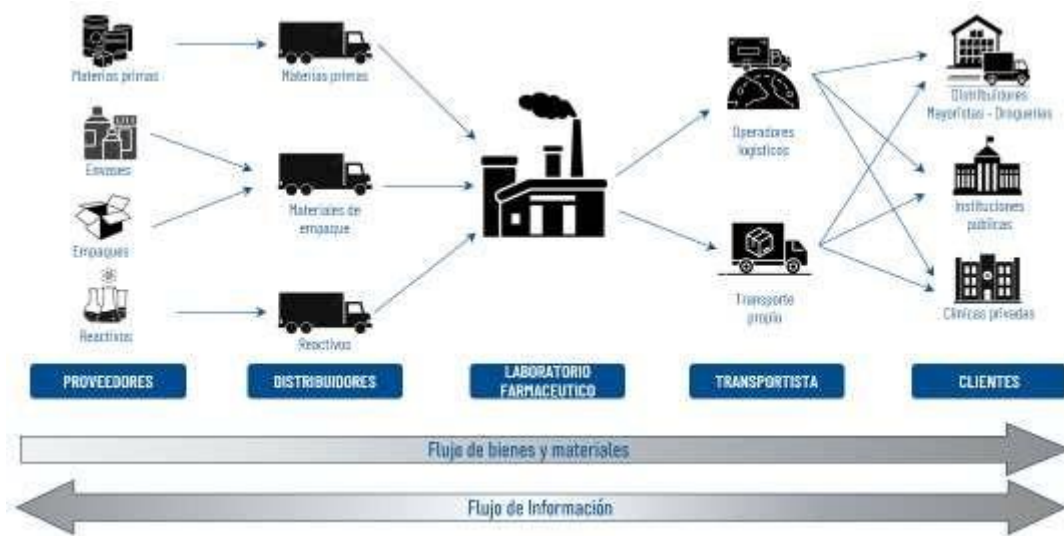 Materias primas
Materias primas
Operadores
logísticos
Distribuidores
Mayoristas - Droguerías
Envases
Materiales de
empaque
Instituciones
públicas
Empaques
Transporte
propio
Clínicas privadas
Reactivos
Reactivos
PROVEEDORES
DISTRIBUIDORES
LABORATORIO
FARMACEUTICO
TRANSPORTISTA
CLIENTES
Flujo de bienes y materiales
Flujo de Información